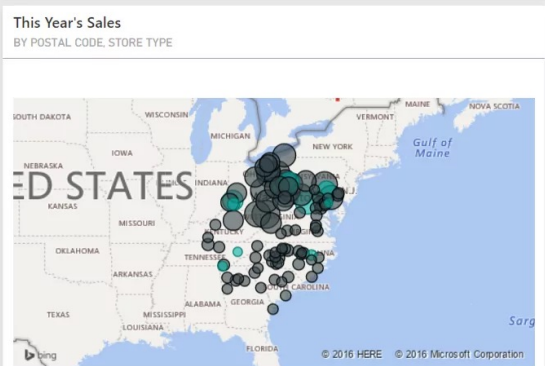 This Year's Sales
BY POSTAL CODE, STORE TYPE
MAINE
NOVA SCOTIA
SOUTH DAKOTA
WISCONSIN
VERMONT
MICHIGAN
Gulf of
Maine
IOWA
NEW YORK
NEBRASKA
ED STATES
INDIANA
N.J.
KANSAS
MISSOURI
KENTUCKY
OKLAHOMA
TENNESSEE
ARKANSAS
SOUTH CAROLINA
ALABAMA
GEORGIA
MISSISSIPPI
TEXAS
LOUISIANA
Sarg
FLORIDA
bing
© 2016 HERE © 2016 Microsoft Corporation